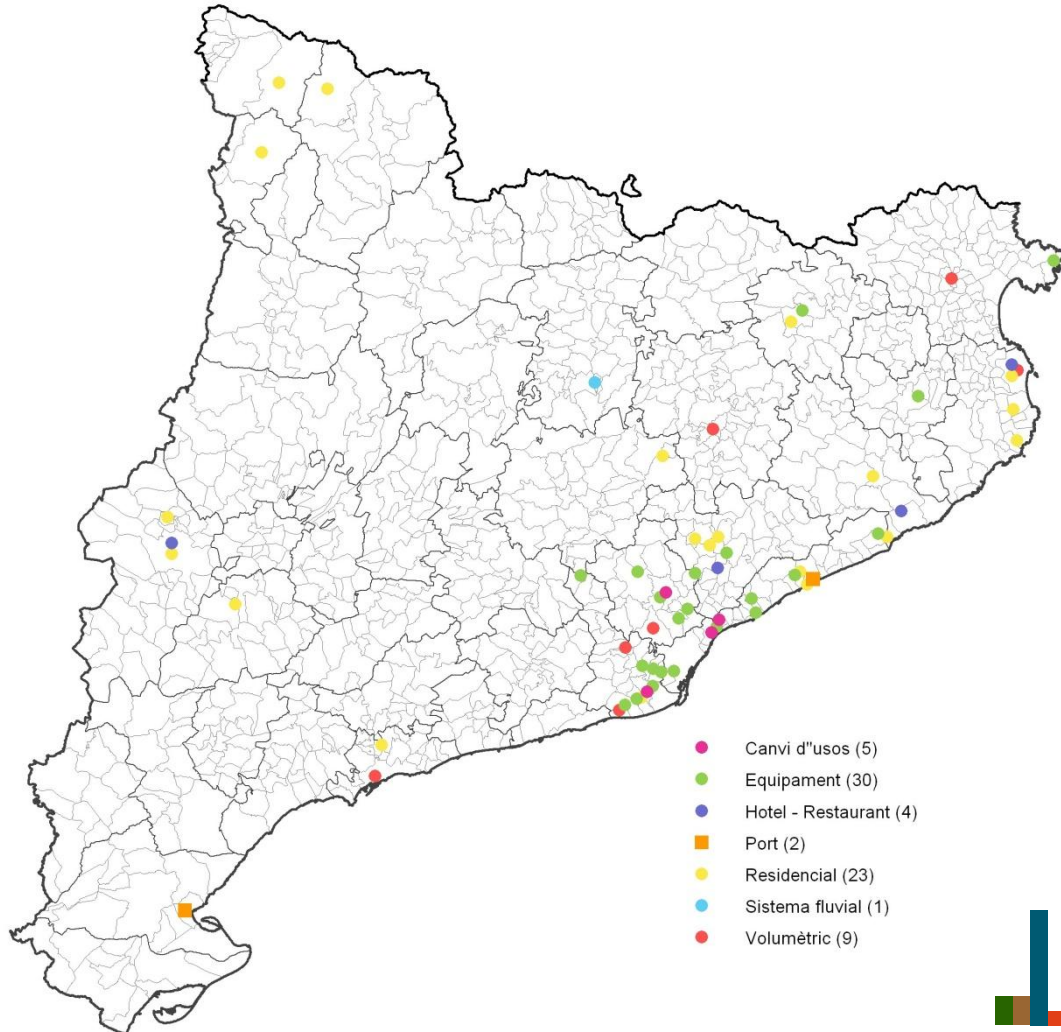 Canvi d"usos (5)
Equipament (30)
Hotel - Restaurant (4)
Port (2)
Residencial (23)
Sistema fluvial (1)
Volumètric (9)